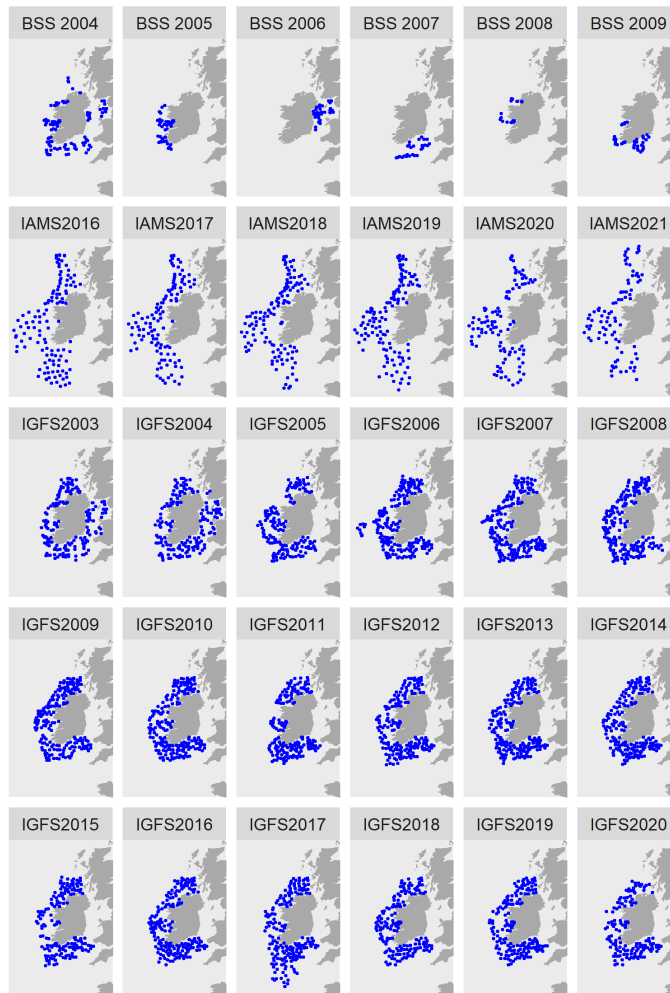 BSS 2004 BSS 2005 BSS 2006 BSS 2007 BSS 2008 BSS 2009
IAMS2016 IAMS2017 IAMS2018 IAMS2019 IAMS2020 IAMS2021
IGFS2003 IGFS2004 IGFS2005 IGFS2006 IGFS2007 IGFS2008
IGFS2009 IGFS2010 IGFS2011 IGFS2012 IGFS2013 IGFS2014
IGFS2015 IGFS2016 IGFS2017 IGFS2018 IGFS2019 IGFS2020